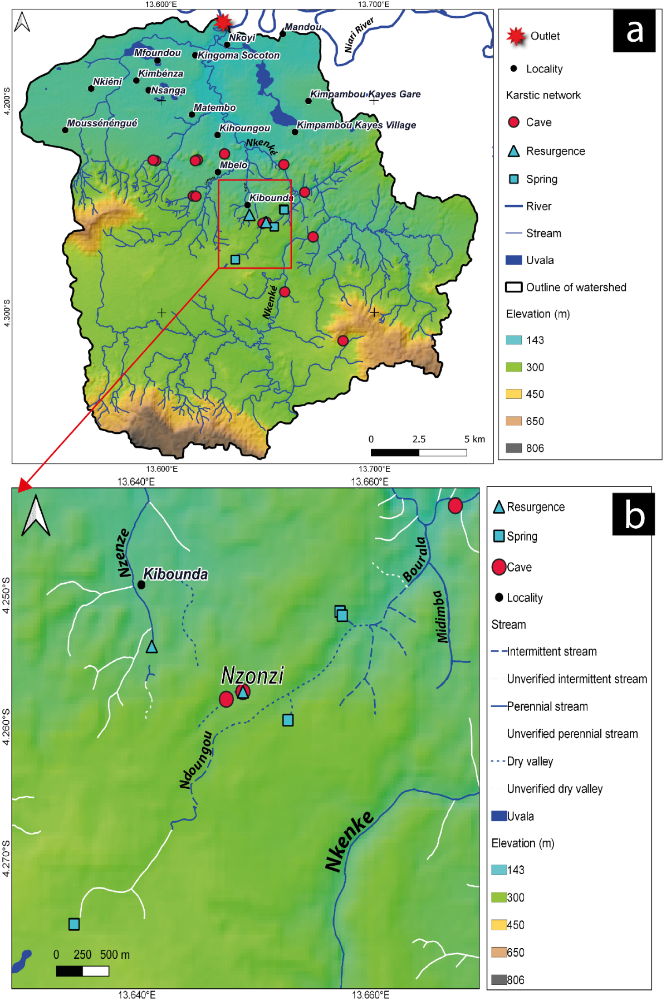 13.600°E
13.700°E
a
Niari River
Mandou
Nkoyi
Mfoundou
Kingoma Socoton
Kimbénza
Nkiéni
Nsanga
Kimpambou Kayes Gare
4.200°S
Matembo
Moussénéngué
Kimpambou Kayes Village
Kihoungou
Nkenké
Mbelo
Kibounda
Nkenké
4.300°S
0 2.5 5 km
13.600°E
13.700°E
Outlet
Locality
Karstic network
Cave
Resurgence
Spring
River
Stream
Uvala
Outline of watershed
Elevation (m)
143
300
450
650
806
13.640°E
13.660°E
b
Nzenze
Kibounda
Bourala
Midimba
4.250°S
Nzonzi
4.260°S
Ndoungou
Nkenke
4.270°S
0 250 500 m
13.640°E
13.660°E
Resurgence
Spring
Cave
Locality
Stream
Intermittent stream
Unverified intermittent stream
Perennial stream
Unverified perennial stream
Dry valley
Unverified dry valley
Uvala
Elevation (m)
143
300
450
650
806